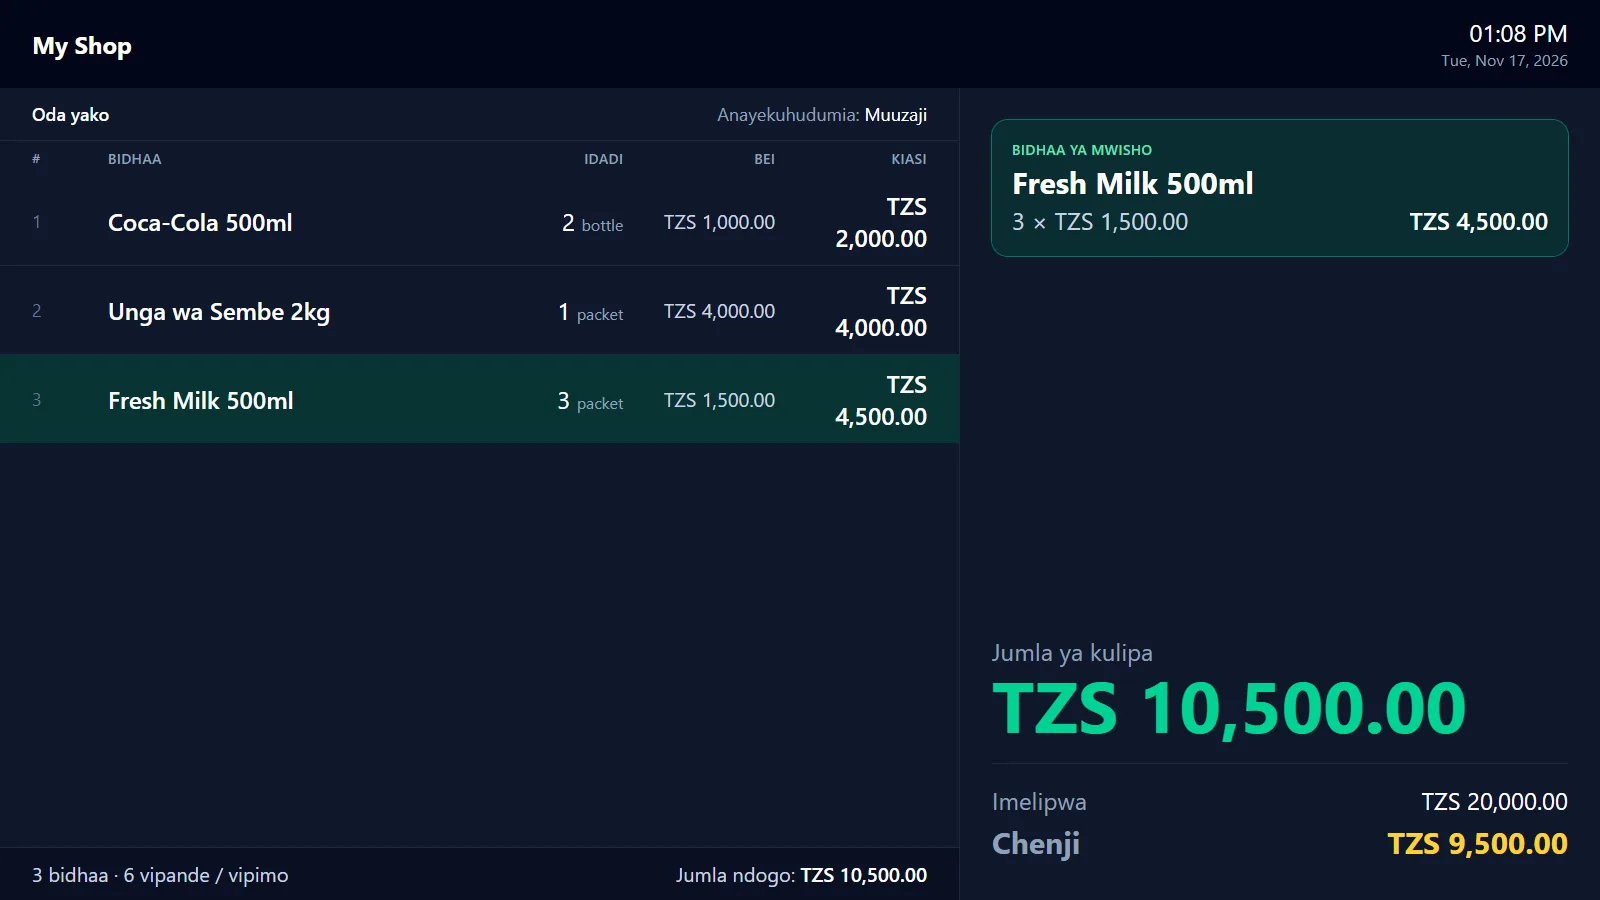 My Shop
01:08 PM
Tue, Nov 17, 2026
Oda yako
Anayekuhudumia: Muuzaji
# BIDHAA IDADI BEI KIASI
1 Coca-Cola 500ml 2 bottle TZS 1,000.00 TZS 2,000.00
2 Unga wa Sembe 2kg 1 packet TZS 4,000.00 TZS 4,000.00
3 Fresh Milk 500ml 3 packet TZS 1,500.00 TZS 4,500.00
3 bidhaa · 6 vipande / vipimo
Jumla ndogo: TZS 10,500.00
BIDHAA YA MWISHO
Fresh Milk 500ml
3 × TZS 1,500.00 TZS 4,500.00
Jumla ya kulipa
TZS 10,500.00
Imelipwa TZS 20,000.00
Chenji TZS 9,500.00